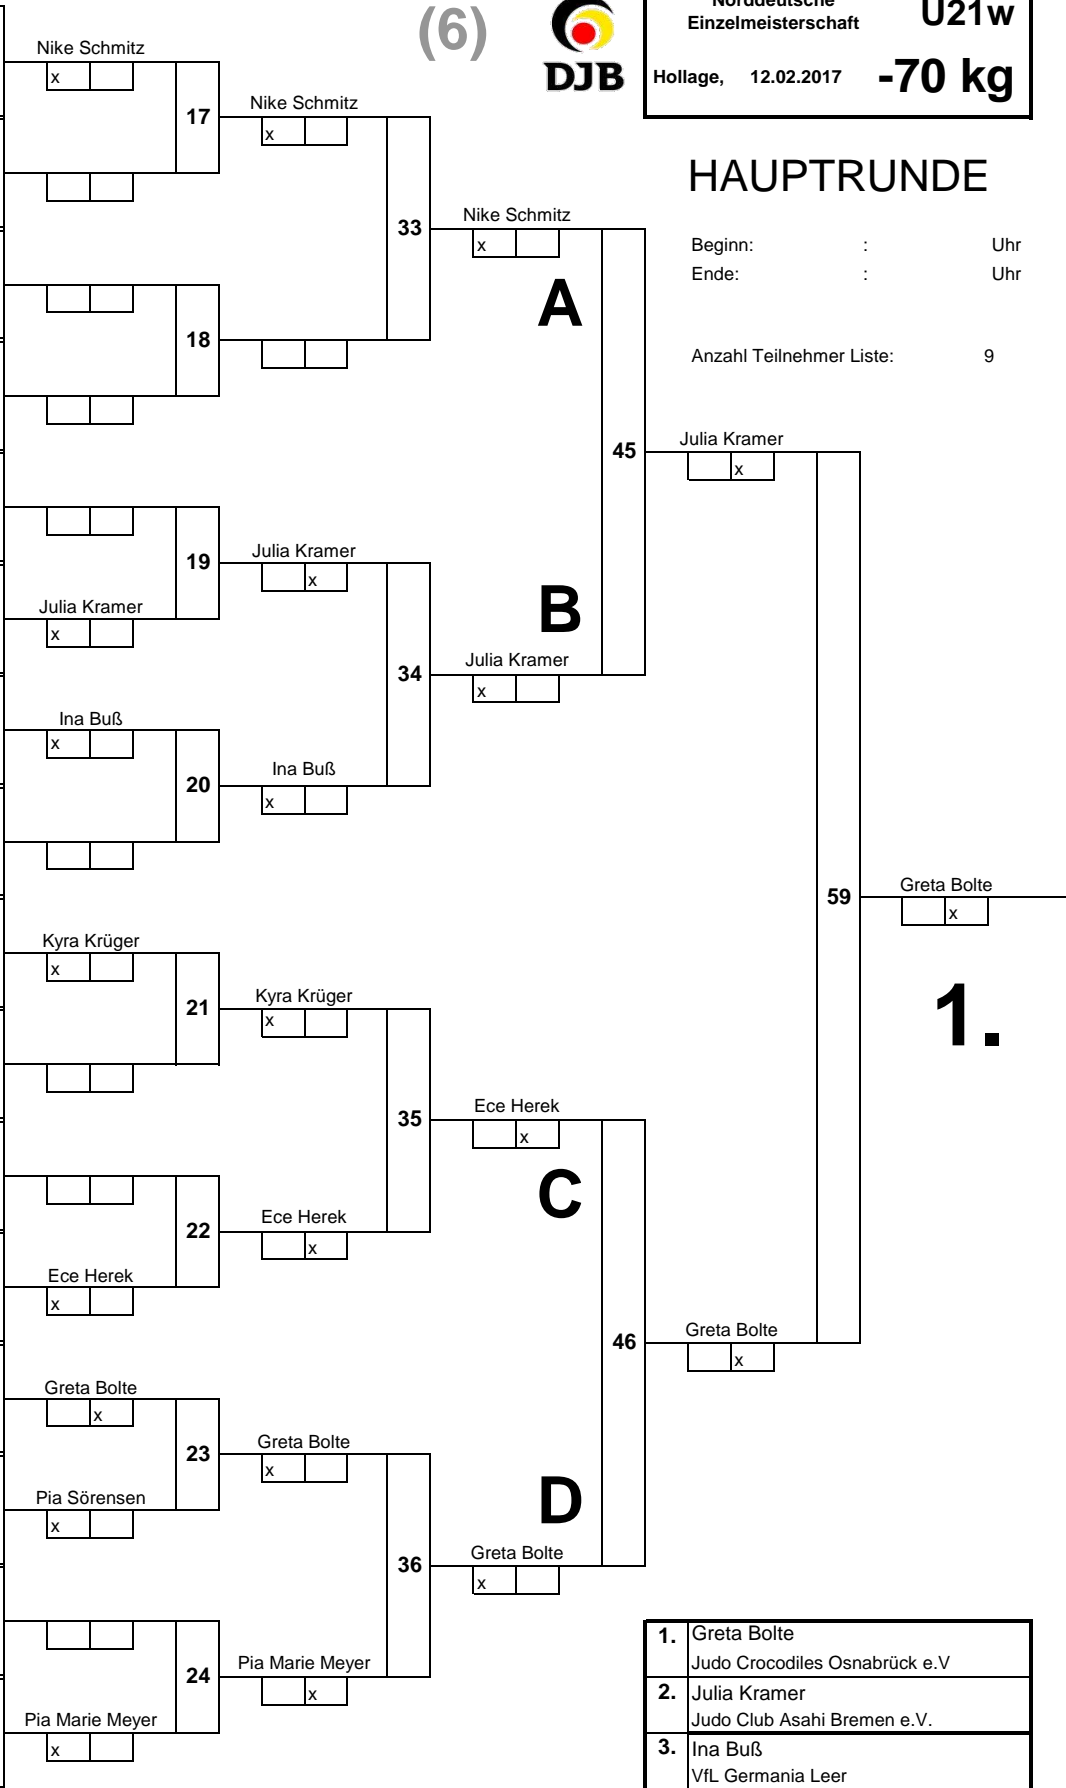 (6)
DJB
Norddeutsche
Einzelmeisterschaft
U21w
Hollage, 12.02.2017
-70 kg
HAUPTRUNDE
Beginn: : Uhr
Ende: : Uhr
Anzahl Teilnehmer Liste: 9
Nike Schmitz
x
17
Nike Schmitz
x
18
33
Nike Schmitz
x
A
19
Julia Kramer
x
Julia Kramer
x
B
34
Julia Kramer
x
Ina Buß
x
20
Ina Buß
x
45
Julia Kramer
x
Kyra Krüger
x
21
Kyra Krüger
x
35
Ece Herek
x
C
22
Ece Herek
x
Ece Herek
x
Greta Bolte
x
23
Pia Sörensen
x
Greta Bolte
x
D
36
Greta Bolte
x
24
Pia Marie Meyer
x
Pia Marie Meyer
x
46
Greta Bolte
x
59
Greta Bolte
x
1.
1. Greta Bolte
Judo Crocodiles Osnabrück e.V
2. Julia Kramer
Judo Club Asahi Bremen e.V.
3. Ina Buß
VfL Germania Leer